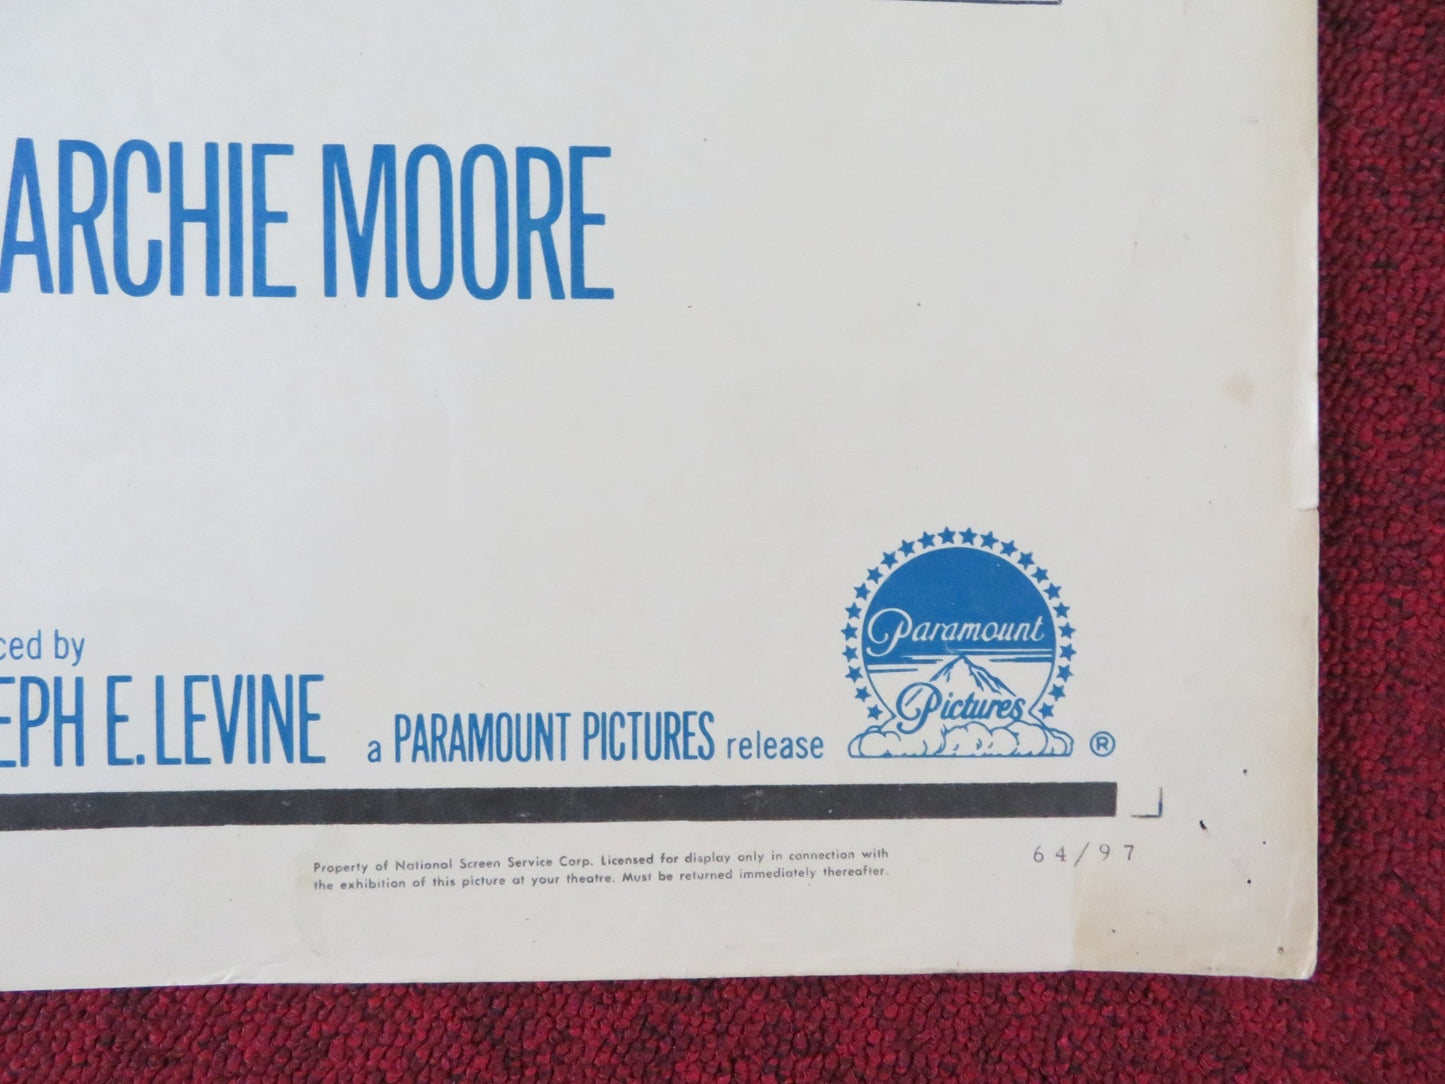 ARCHIE MOORE
ced by
EPH E. LEVINE a PARAMOUNT PICTURES release
Paramount
Pictures
®
Property of National Screen Service Corp. Licensed for display only in connection with
the exhibition of this picture at your theatre. Must be returned immediately thereafter.
64/97